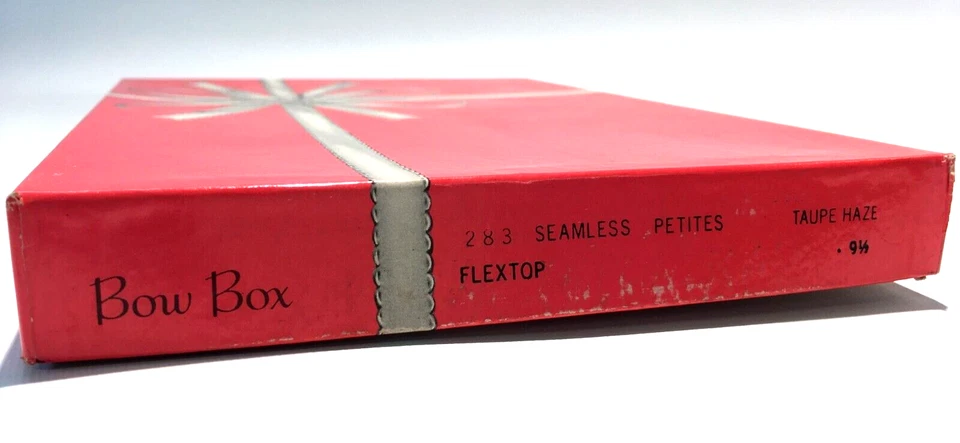 Bow Box
283 SEAMLESS PETITES
FLEXTOP
TAUPE HAZE
9½